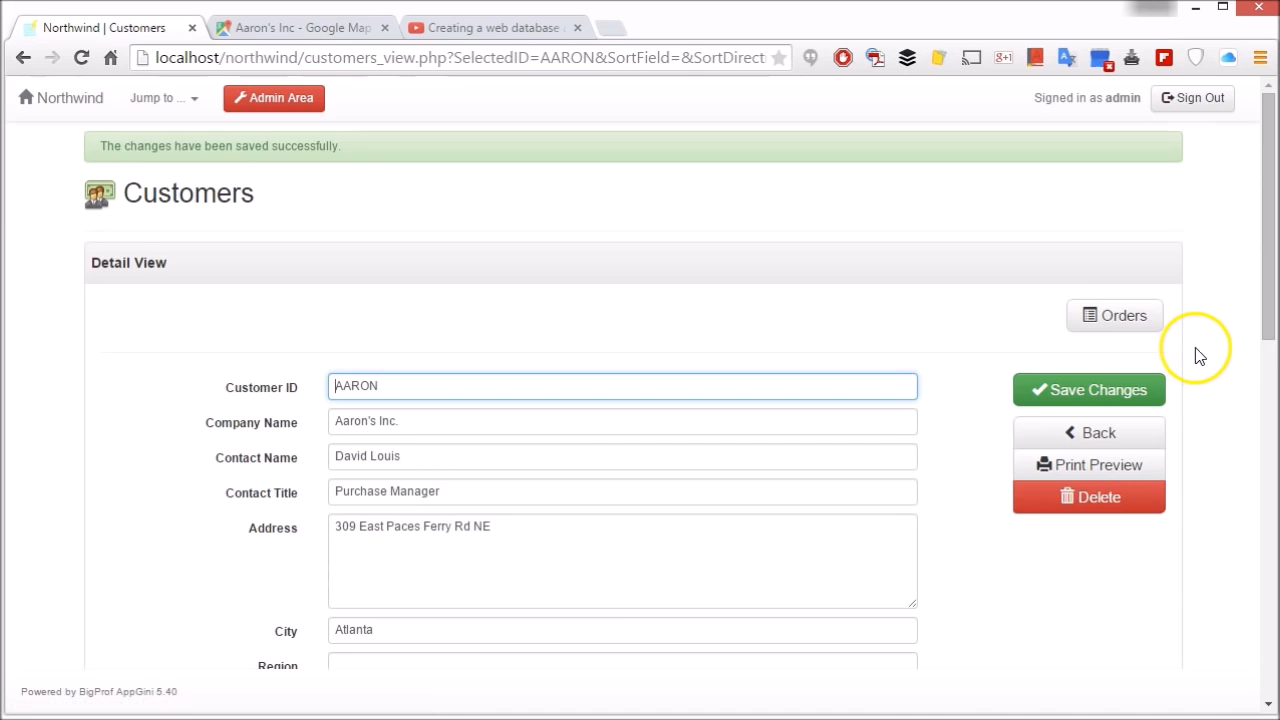 Northwind | Customers
Aaron's Inc - Google Map
Creating a web database
localhost/northwind/customers_view.php?SelectedID=AARON&SortField=&SortDirect
Northwind
Jump to ...
Admin Area
Signed in as admin
Sign Out
The changes have been saved successfully.
Customers
Detail View
Orders
Customer ID
AARON
Save Changes
Company Name
Aaron's Inc.
Back
Contact Name
David Louis
Print Preview
Contact Title
Purchase Manager
Delete
Address
309 East Paces Ferry Rd NE
City
Atlanta
Region
Powered by BigProf AppGini 5.40